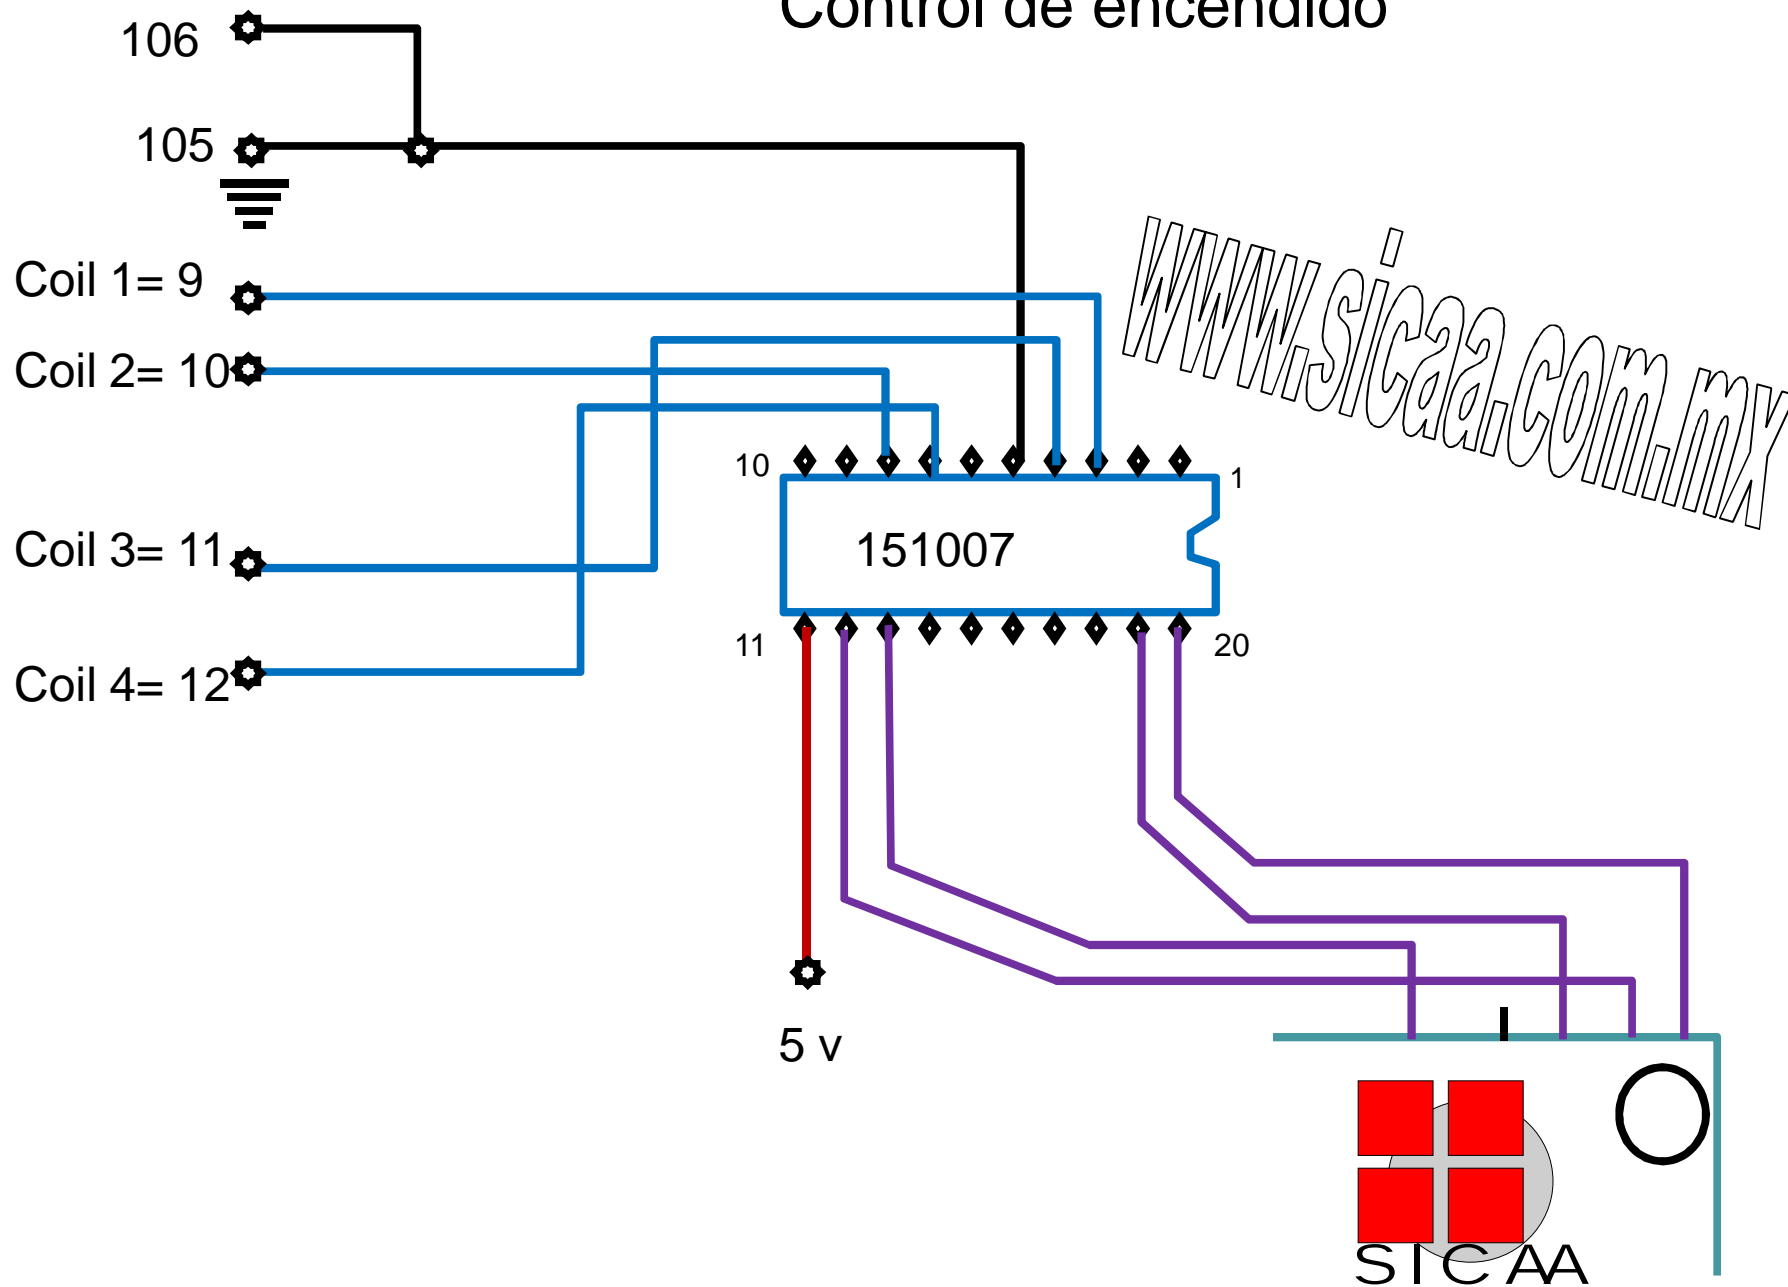 Control de encendido
106
105
Coil 1= 9
Coil 2= 10
Coil 3= 11
Coil 4= 12
www.sicaa.com.mx
10
1
151007
11
20
5 v
SICAA